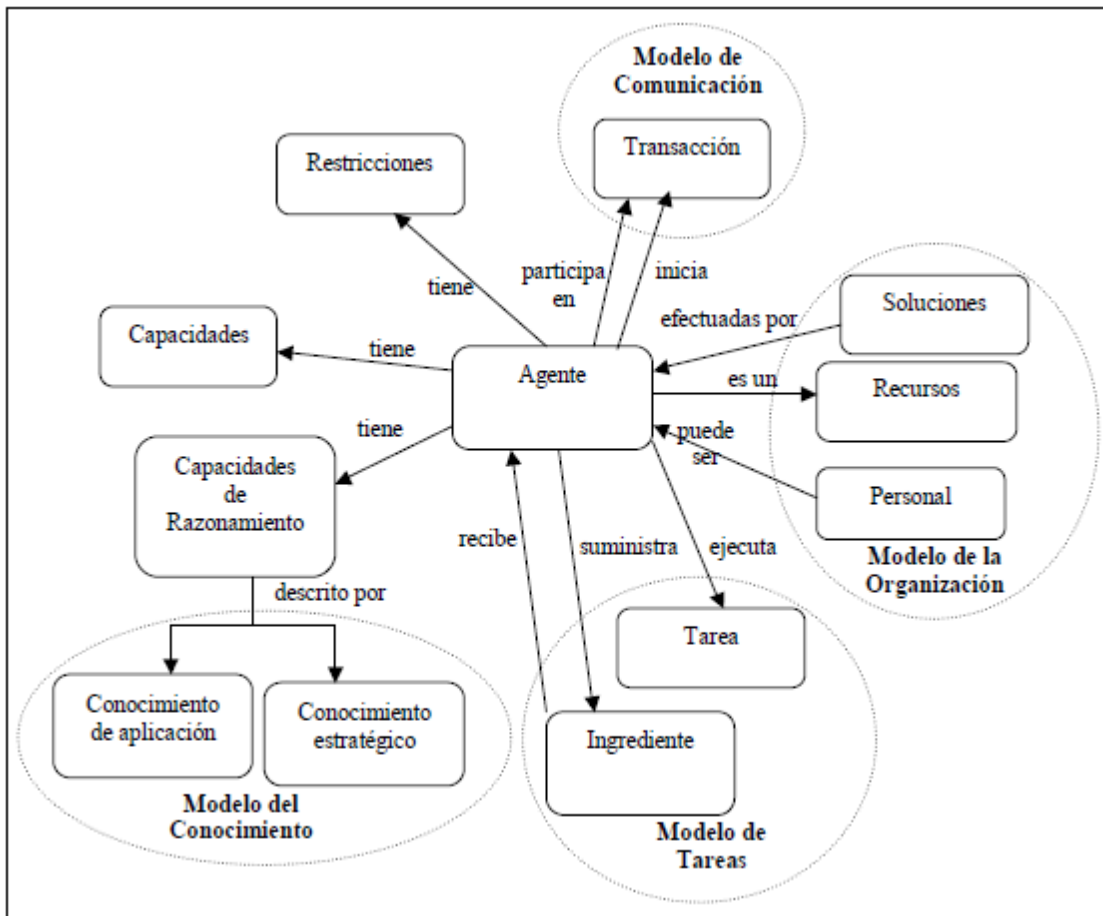 Modelo de
Comunicación
Transacción
Restricciones
participa
en
inicia
tiene
Soluciones
efectuadas por
Capacidades
tiene
Agente
es un
Recursos
tiene
puede
ser
Capacidades
de
Razonamiento
Personal
recibe
suministra
ejecuta
Modelo de la
Organización
descrito por
Tarea
Conocimiento
de aplicación
Conocimiento
estratégico
Ingrediente
Modelo del
Conocimiento
Modelo de
Tareas